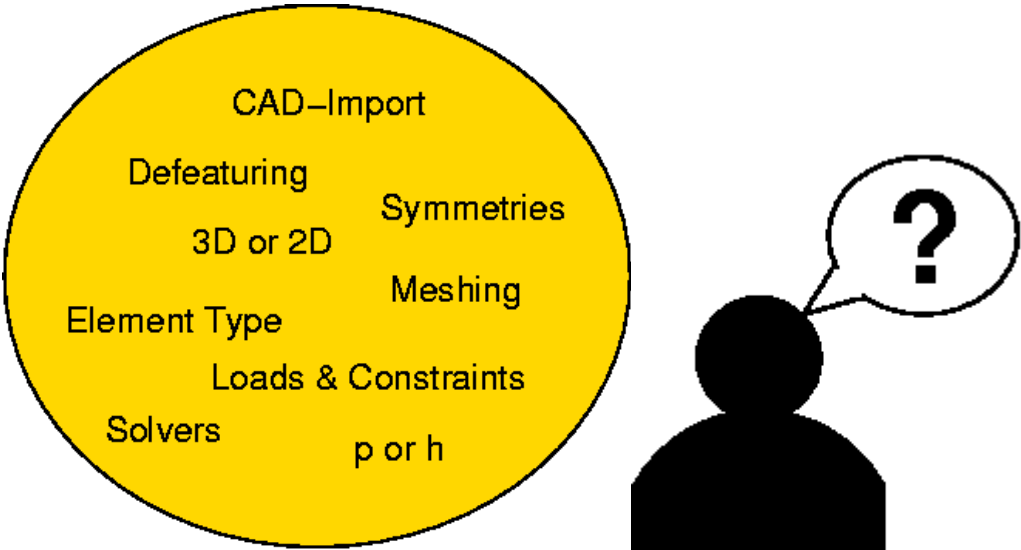 CAD–Import
Defeaturing
Symmetries
3D or 2D
Meshing
Element Type
Loads & Constraints
Solvers
p or h
?